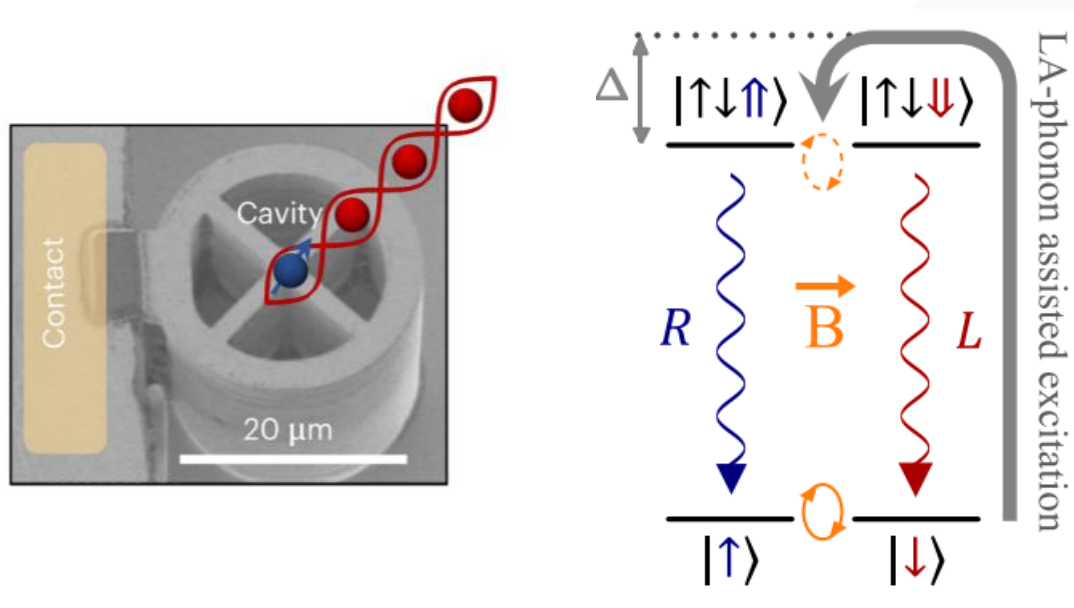 Contact
Cavity
20 μm
Δ
|↑↓⇑⟩
|↑↓⇓⟩
R
B
L
|↑⟩
|↓⟩
LA-phonon assisted excitation